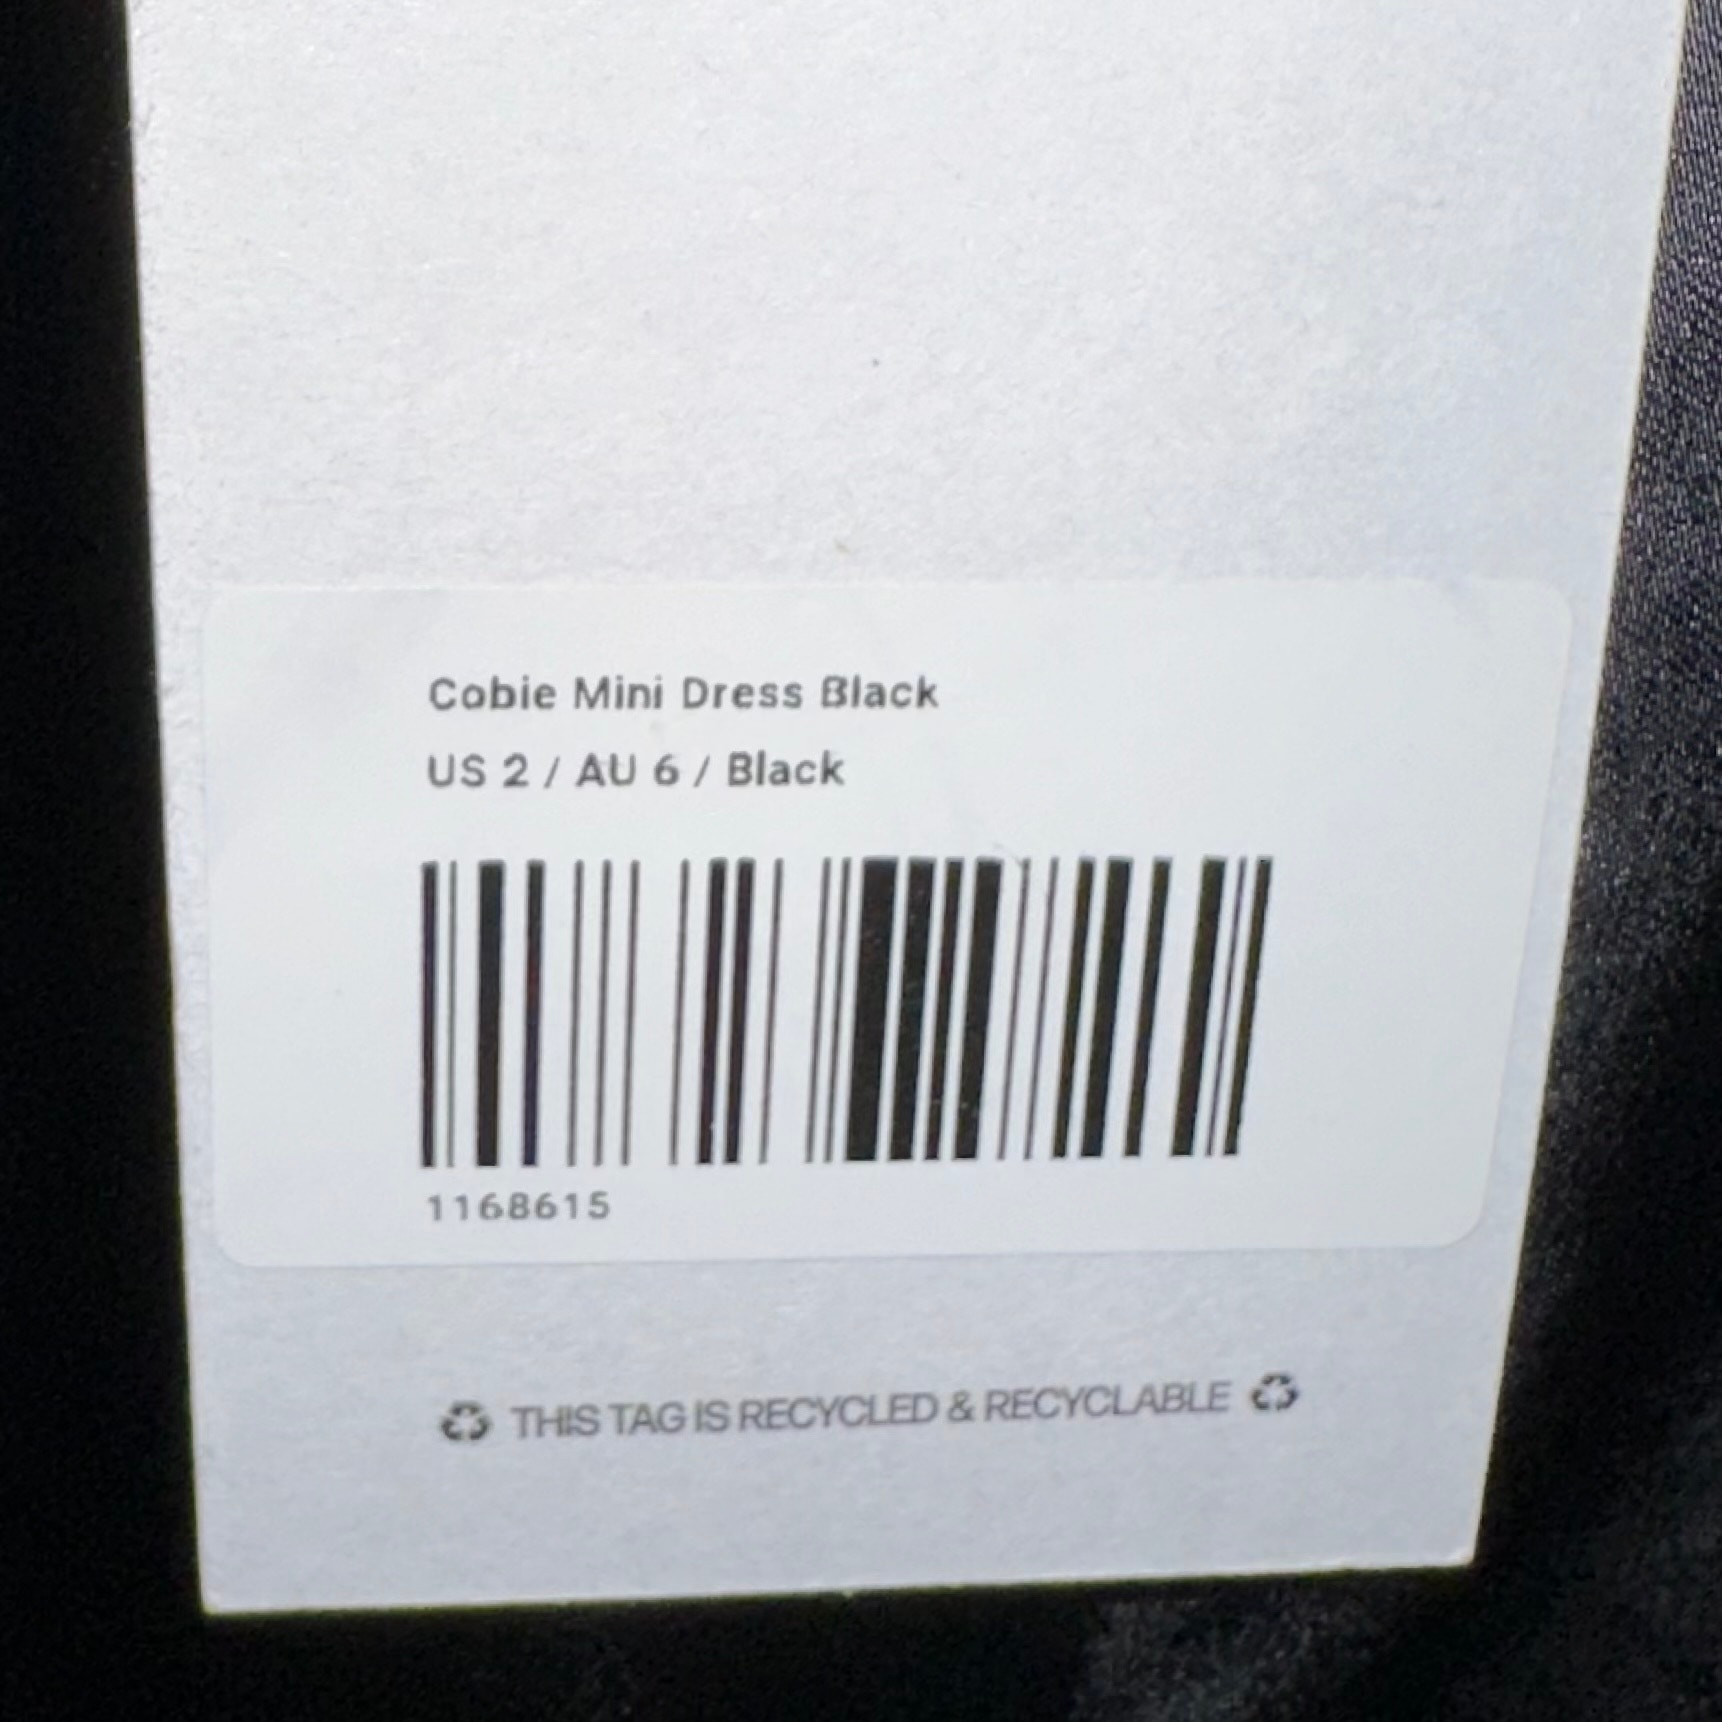 Cobie Mini Dress Black
US 2 / AU 6 / Black
1168615
♻ THIS TAG IS RECYCLED & RECYCLABLE ♻